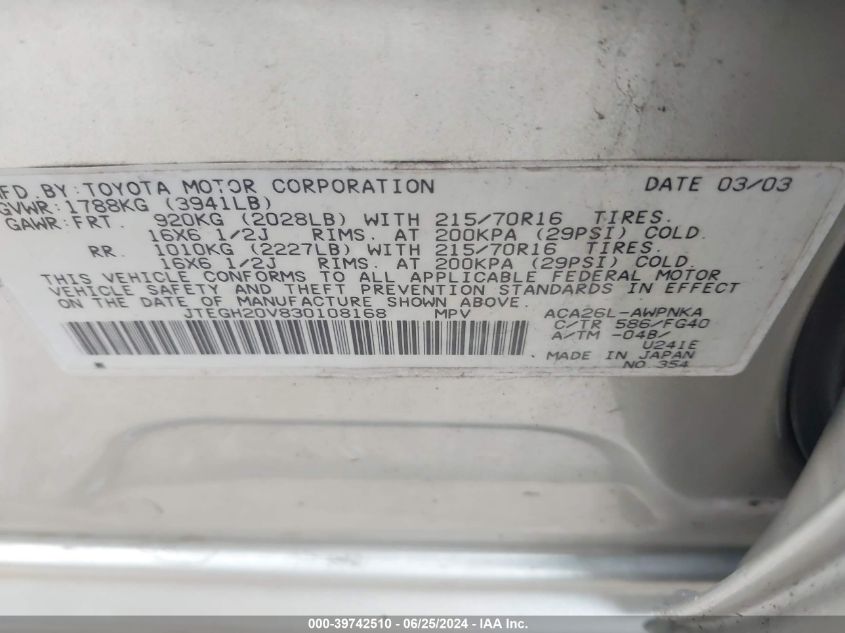 MFD. BY: TOYOTA MOTOR CORPORATION DATE 03/03
GVWR: 1788KG (3941LB)
GAWR: FRT. 920KG (2028LB) WITH 215/70R16 TIRES.
16X6 1/2J RIMS. AT 200KPA (29PSI) COLD.
RR. 1010KG (2227LB) WITH 215/70R16 TIRES.
16X6 1/2J RIMS. AT 200KPA (29PSI) COLD.
THIS VEHICLE CONFORMS TO ALL APPLICABLE FEDERAL MOTOR
VEHICLE SAFETY AND THEFT PREVENTION STANDARDS IN EFFECT
ON THE DATE OF MANUFACTURE SHOWN ABOVE.
JTEGH20V830108168 MPV ACA26L-AWPNKA
C/TR 586/FG40
A/TM -04B/
U241E
MADE IN JAPAN
NO.354
000-39742510 - 06/25/2024 - IAA Inc.